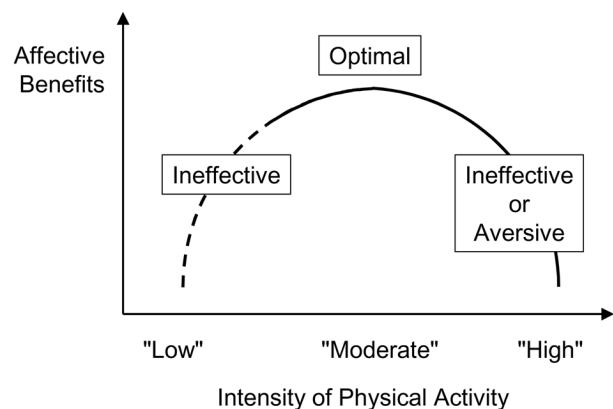 Affective
Benefits
Optimal
Ineffective
Ineffective
or
Aversive
"Low"
"Moderate"
"High"
Intensity of Physical Activity